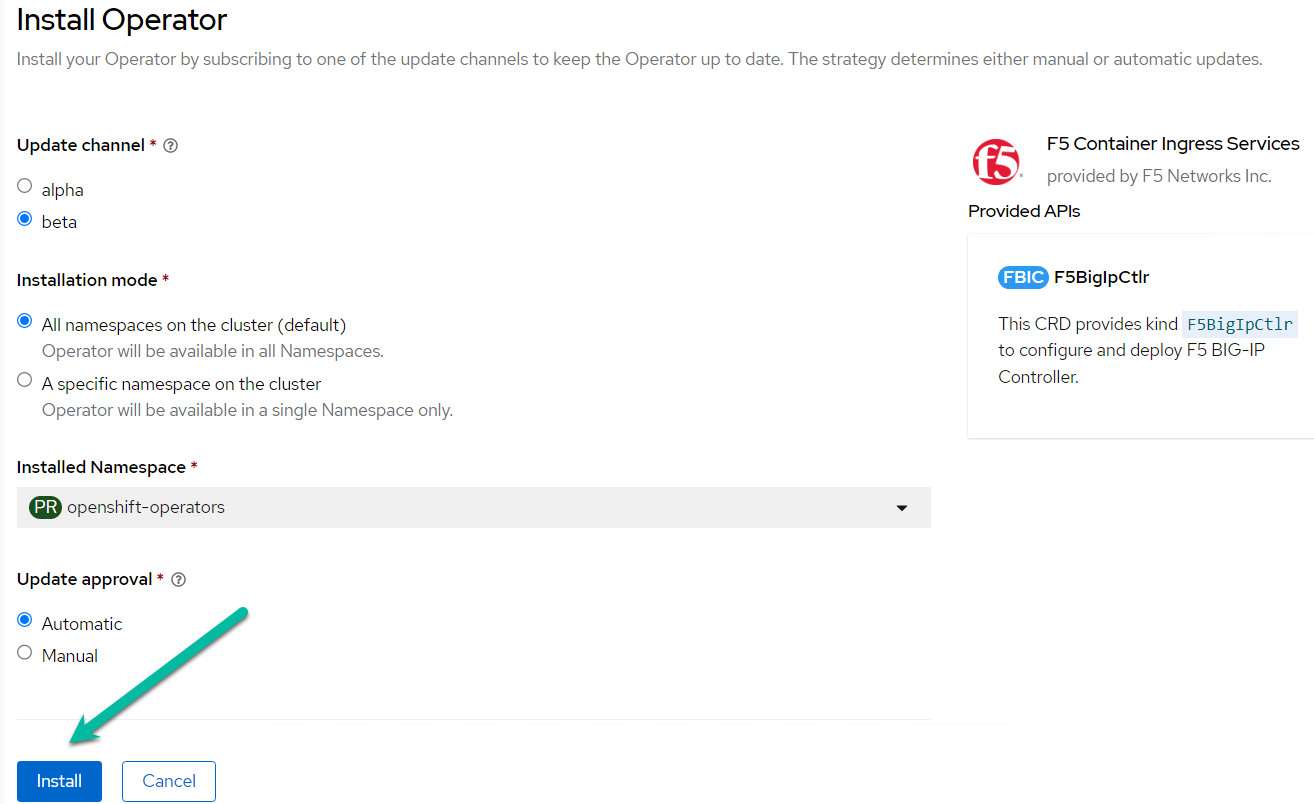 Install Operator
Install your Operator by subscribing to one of the update channels to keep the Operator up to date. The strategy determines either manual or automatic updates.
Update channel *
alpha
beta
Installation mode *
All namespaces on the cluster (default)
Operator will be available in all Namespaces.
A specific namespace on the cluster
Operator will be available in a single Namespace only.
Installed Namespace *
PR openshift-operators
Update approval *
Automatic
Manual
Install
Cancel
f5
F5 Container Ingress Services
provided by F5 Networks Inc.
Provided APIs
FBIC F5BigIpCtlr
This CRD provides kind F5BigIpCtlr
to configure and deploy F5 BIG-IP
Controller.